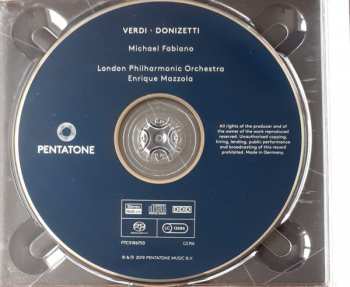 VERDI · DONIZETTI
Michael Fabiano
London Philharmonic Orchestra
Enrique Mazzola
PENTATONE
All rights of the producer and of
the owner of the work reproduced
reserved. Unauthorised copying,
hiring, lending, public performance
and broadcasting of this record
prohibited. Made in Germany.
℗ & © 2019 PENTATONE MUSIC B.V.